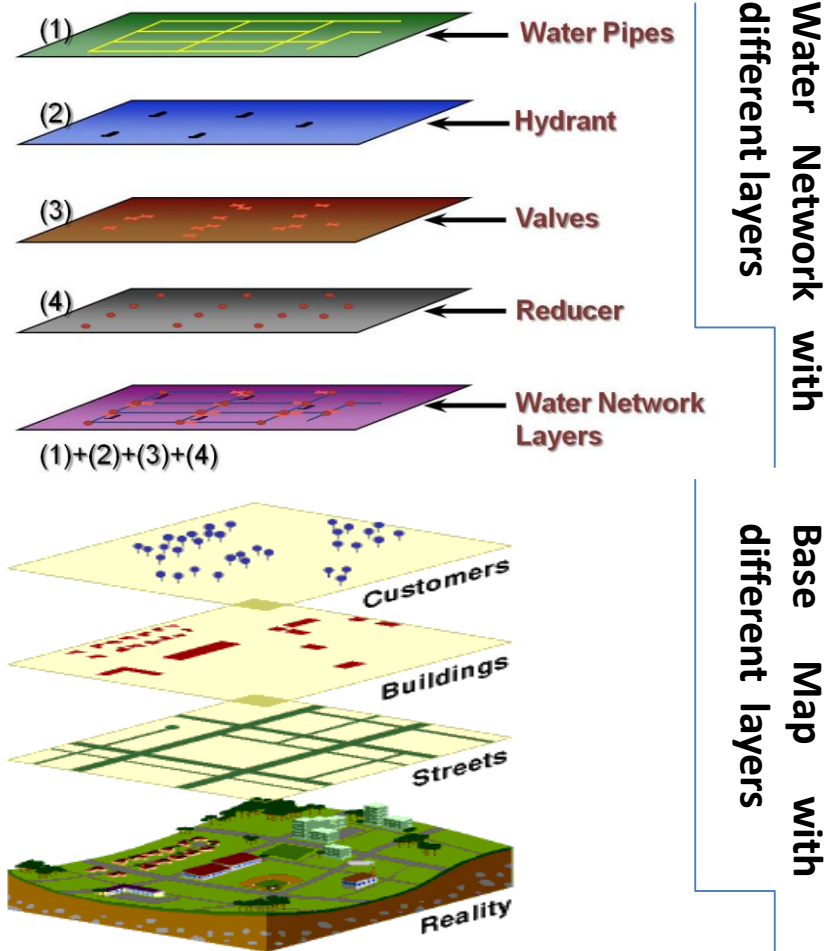 (1)
Water Pipes
(2)
Hydrant
(3)
Valves
(4)
Reducer
Water Network
Layers
(1)+(2)+(3)+(4)
Water Network with
different layers
Customers
Buildings
Streets
Reality
Base Map with
different layers